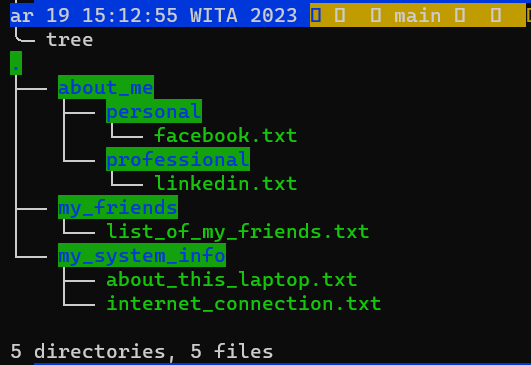 ar 19 15:12:55 WITA 2023 main
tree
.
about_me
personal
facebook.txt
professional
linkedin.txt
my_friends
list_of_my_friends.txt
my_system_info
about_this_laptop.txt
internet_connection.txt
5 directories, 5 files